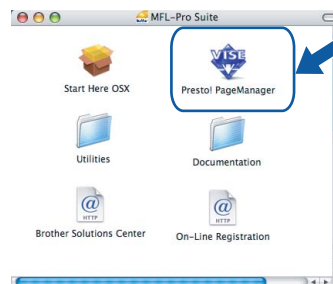 MFL-Pro Suite
VISE
Start Here OSX
Presto! PageManager
Utilities
Documentation
@
HTTP
@
HTTP
Brother Solutions Center
On-Line Registration